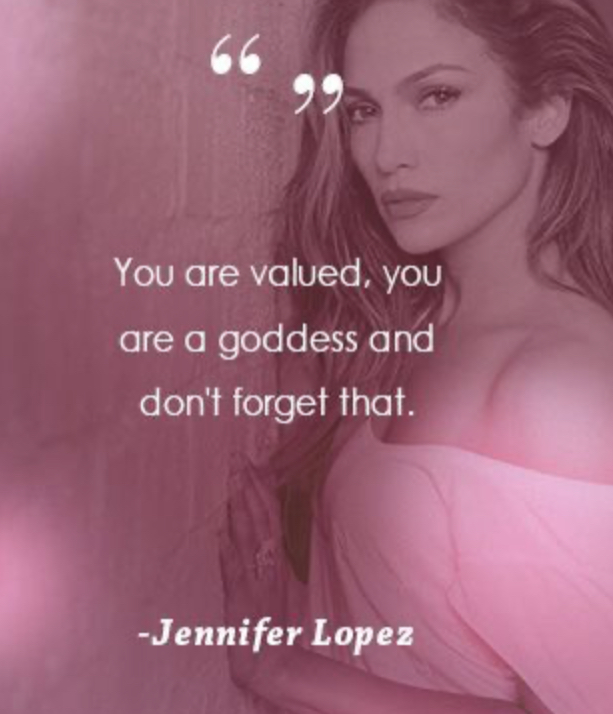 “ ”
You are valued, you
are a goddess and
don't forget that.
-Jennifer Lopez